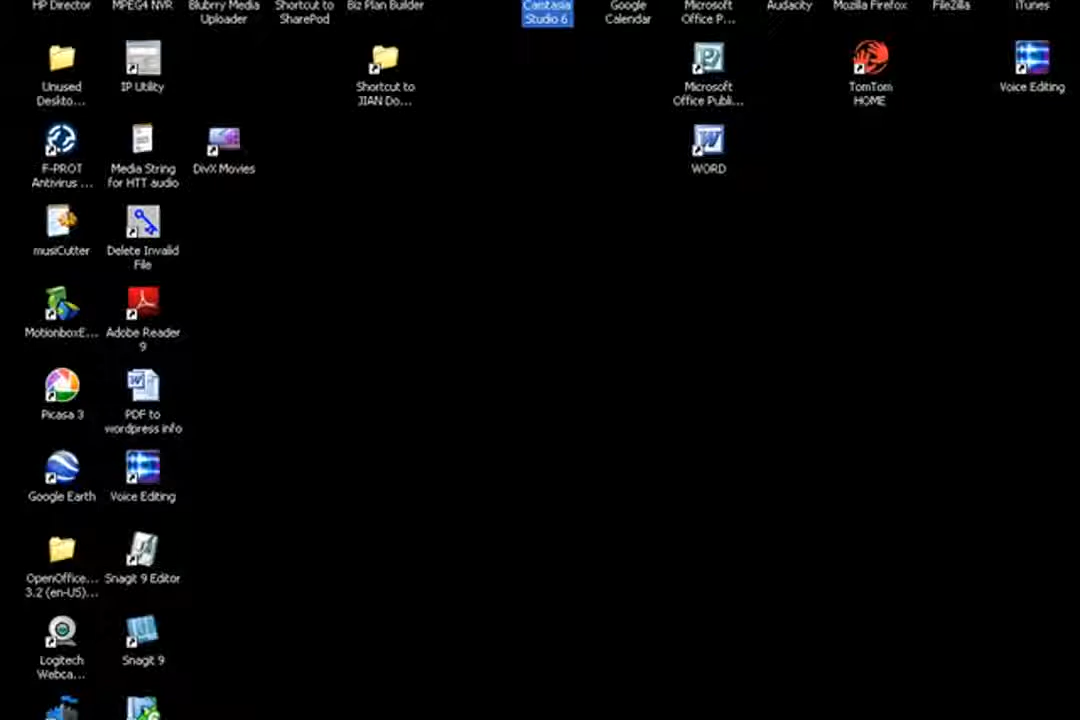 HP Director
MPEG4 NVR
Blubrry Media
Uploader
Shortcut to
SharePod
Biz Plan Builder
Camtasia
Studio 6
Google
Calendar
Microsoft
Office P...
Audacity
Mozilla Firefox
FileZilla
iTunes
Unused
Deskto...
IP Utility
Shortcut to
JIAN Do...
Microsoft
Office Publi...
TomTom
HOME
Voice Editing
F-PROT
Antivirus ...
Media String
for HTT audio
DivX Movies
WORD
musiCutter
Delete Invalid
File
MotionboxE...
Adobe Reader
9
Picasa 3
PDF to
wordpress info
Google Earth
Voice Editing
OpenOffice...
3.2 (en-US)...
Snagit 9 Editor
Logitech
Webca...
Snagit 9